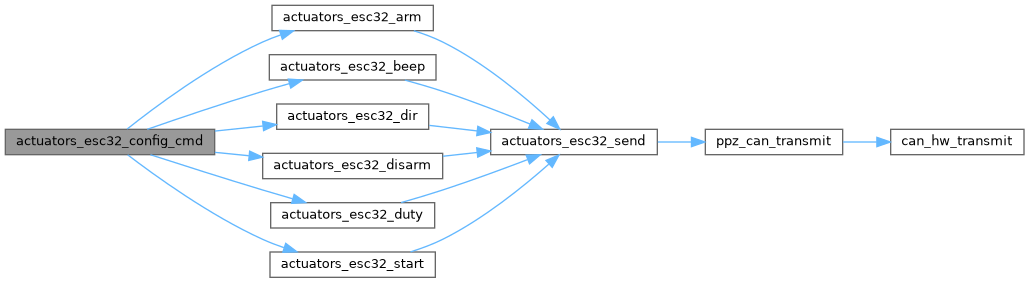 actuators_esc32_config_cmd
actuators_esc32_arm
actuators_esc32_beep
actuators_esc32_dir
actuators_esc32_disarm
actuators_esc32_duty
actuators_esc32_start
actuators_esc32_send
ppz_can_transmit
can_hw_transmit